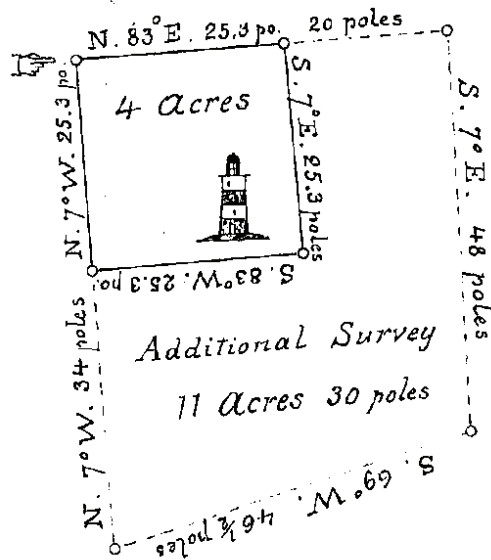 N. 83° E. 25.3 po.
20 poles
N. 7° W. 25.3 po.
4 acres
S. 7° E. 25.3 poles
S. 7° E. 48 poles
S. 83° W. 25.3 po.
N. 7° W. 34 poles
Additional Survey
11 acres 30 poles
S. 69° W. 46½ poles